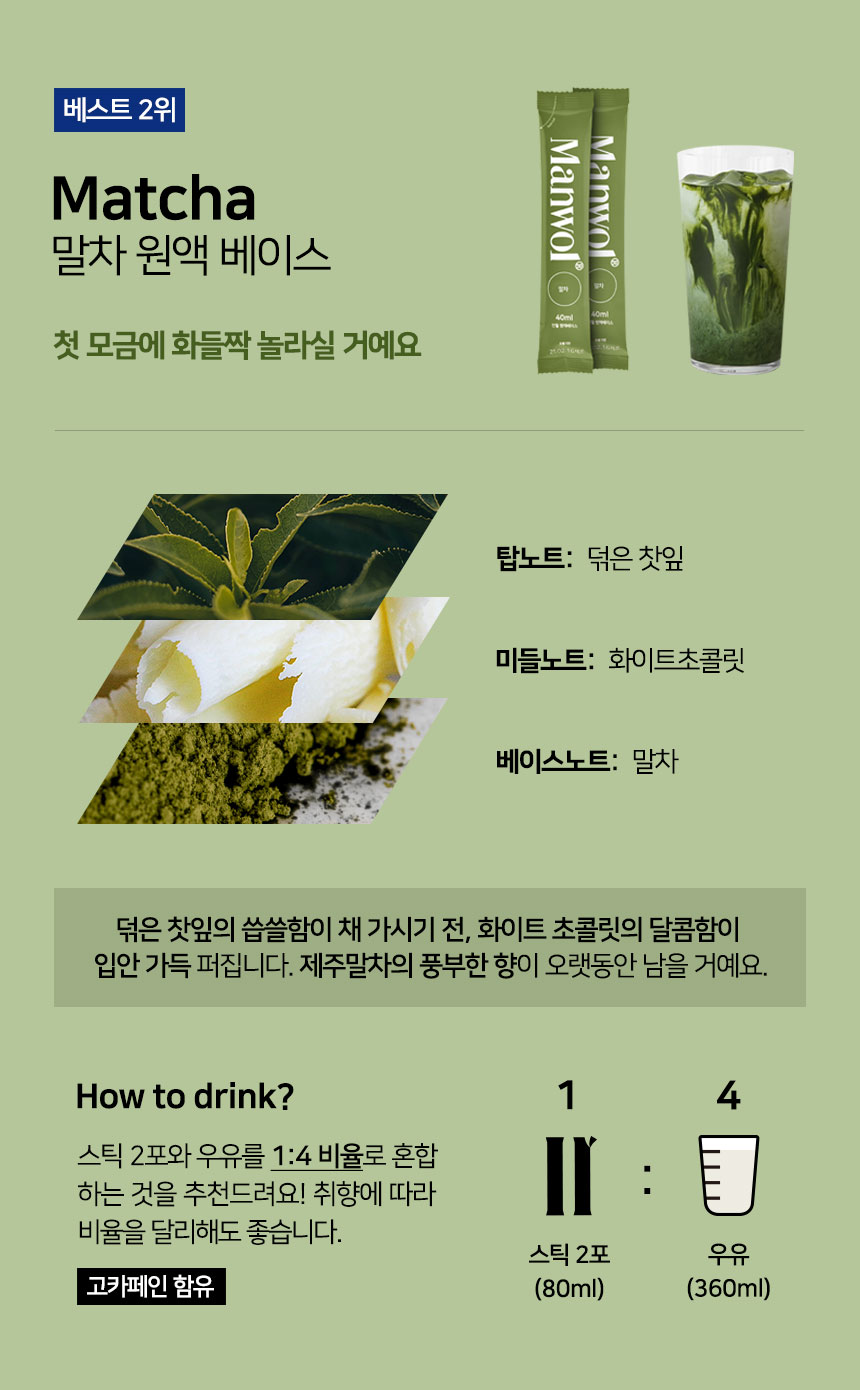 베스트 2위
Matcha
말차 원액 베이스
첫 모금에 화들짝 놀라실 거예요
Manwol®
말차
40ml
Manwol®
말차
40ml
탑노트: 덖은 찻잎
미들노트: 화이트초콜릿
베이스노트: 말차
덖은 찻잎의 씁쓸함이 채 가시기 전, 화이트 초콜릿의 달콤함이
입안 가득 퍼집니다. 제주말차의 풍부한 향이 오랫동안 남을 거예요.
How to drink?
스틱 2포와 우유를 1:4 비율로 혼합
하는 것을 추천드려요! 취향에 따라
비율을 달리해도 좋습니다.
고카페인 함유
1 : 4
스틱 2포
(80ml)
우유
(360ml)